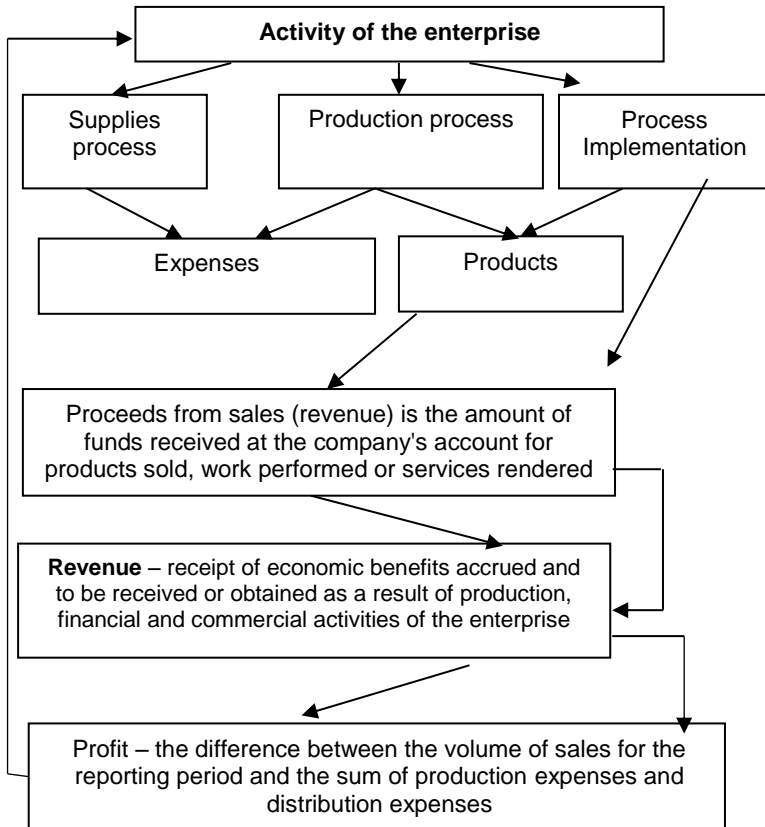 Activity of the enterprise
Supplies
process
Production process
Process
Implementation
Expenses
Products
Proceeds from sales (revenue) is the amount of
funds received at the company's account for
products sold, work performed or services rendered
Revenue – receipt of economic benefits accrued and
to be received or obtained as a result of production,
financial and commercial activities of the enterprise
Profit – the difference between the volume of sales for the
reporting period and the sum of production expenses and
distribution expenses